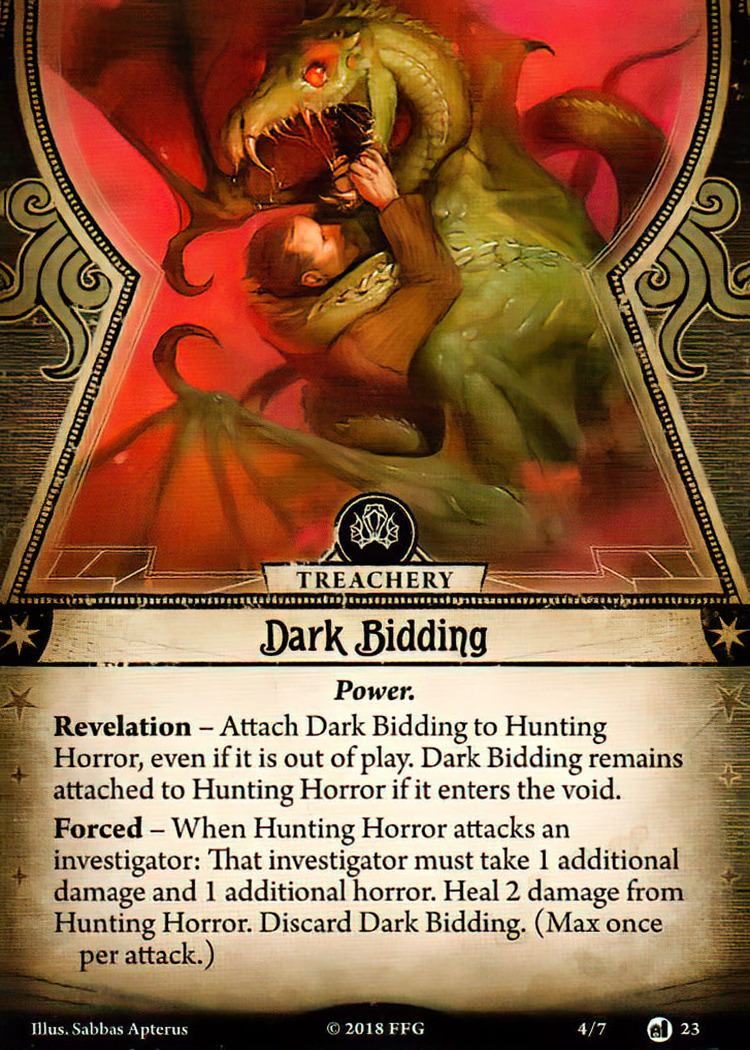 TREACHERY
Dark Bidding
Power.
Revelation – Attach Dark Bidding to Hunting
Horror, even if it is out of play. Dark Bidding remains
attached to Hunting Horror if it enters the void.
Forced – When Hunting Horror attacks an
investigator: That investigator must take 1 additional
damage and 1 additional horror. Heal 2 damage from
Hunting Horror. Discard Dark Bidding. (Max once
per attack.)
Illus. Sabbas Apterus © 2018 FFG 4/7 23